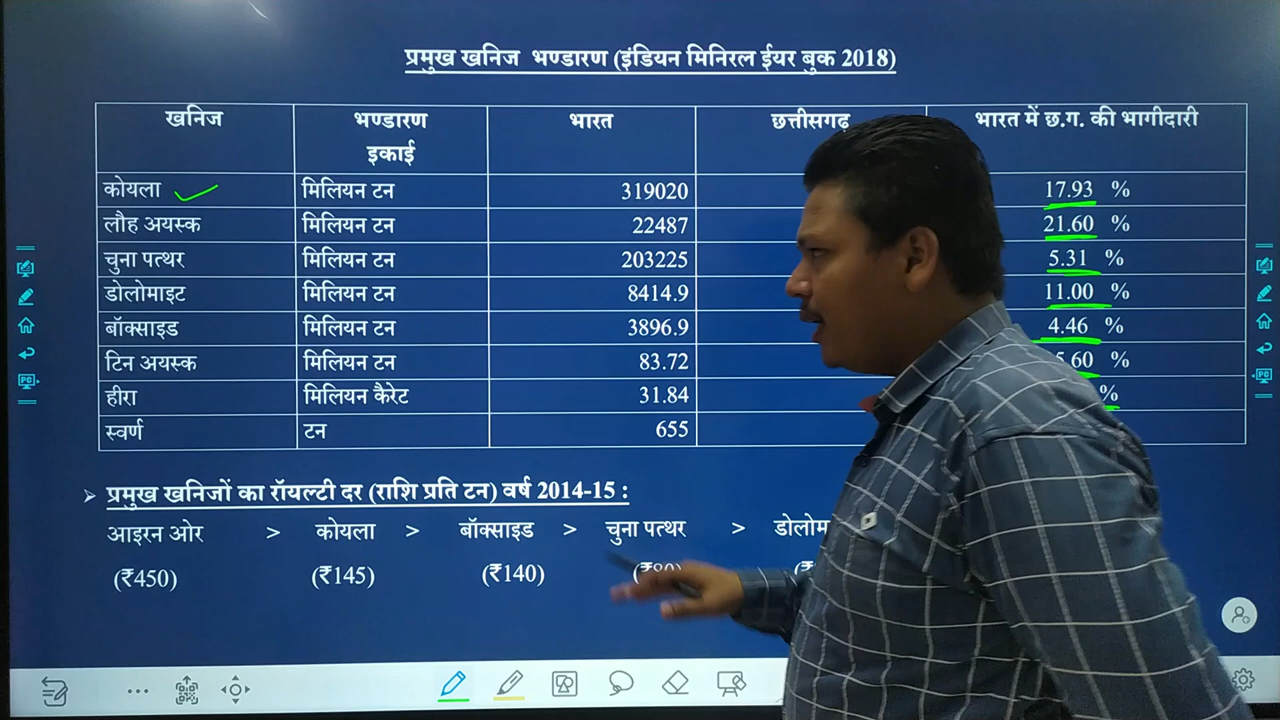 प्रमुख खनिज भण्डारण (इंडियन मिनिरल ईयर बुक 2018)
खनिज भण्डारण इकाई भारत छत्तीसगढ़ भारत में छ.ग. की भागीदारी
कोयला मिलियन टन 319020 17.93 %
लौह अयस्क मिलियन टन 22487 21.60 %
चुना पत्थर मिलियन टन 203225 5.31 %
डोलोमाइट मिलियन टन 8414.9 11.00 %
बॉक्साइड मिलियन टन 3896.9 4.46 %
टिन अयस्क मिलियन टन 83.72 %
हीरा मिलियन कैरेट 31.84 %
स्वर्ण टन 655
➢ प्रमुख खनिजों का रॉयल्टी दर (राशि प्रति टन) वर्ष 2014-15 :
आइरन ओर > कोयला > बॉक्साइड > चुना पत्थर >
(₹450) (₹145) (₹140) (₹80)